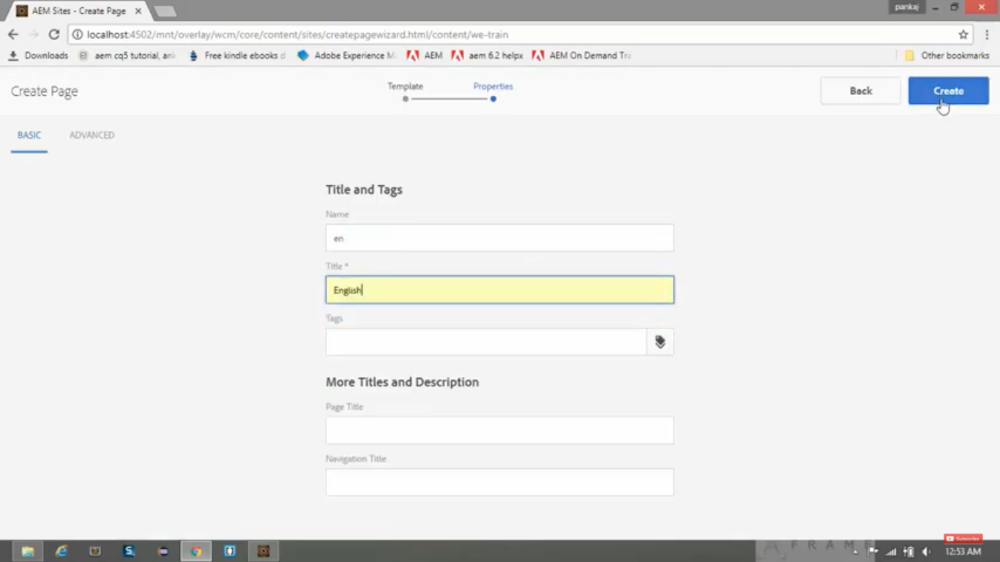 AEM Sites - Create Page
pankaj
localhost:4502/mnt/overlay/wcm/core/content/sites/createpagewizard.html/content/we-train
Downloads aem cq5 tutorial, ank Free kindle ebooks d Adobe Experience M AEM aem 6.2 helpx AEM On Demand Tra Other bookmarks
Create Page
Template Properties
Back Create
BASIC ADVANCED
Title and Tags
Name
en
Title *
English
Tags
More Titles and Description
Page Title
Navigation Title
A F R A M E
Subscribe
12:53 AM